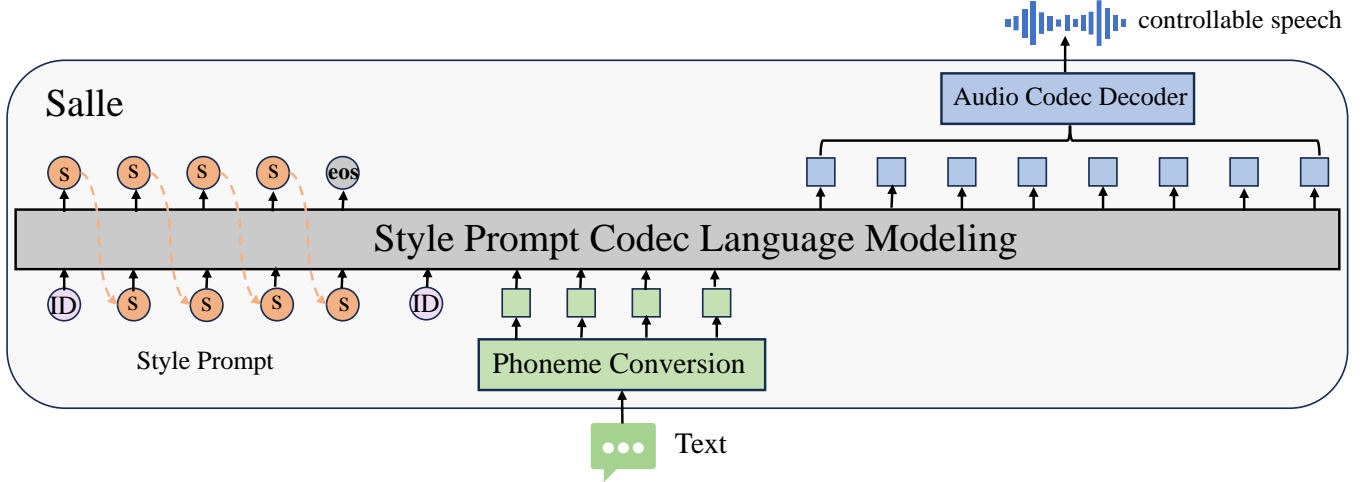 controllable speech
Audio Codec Decoder
Salle
s s s s eos
Style Prompt Codec Language Modeling
ID s s s s ID
Style Prompt
Phoneme Conversion
Text